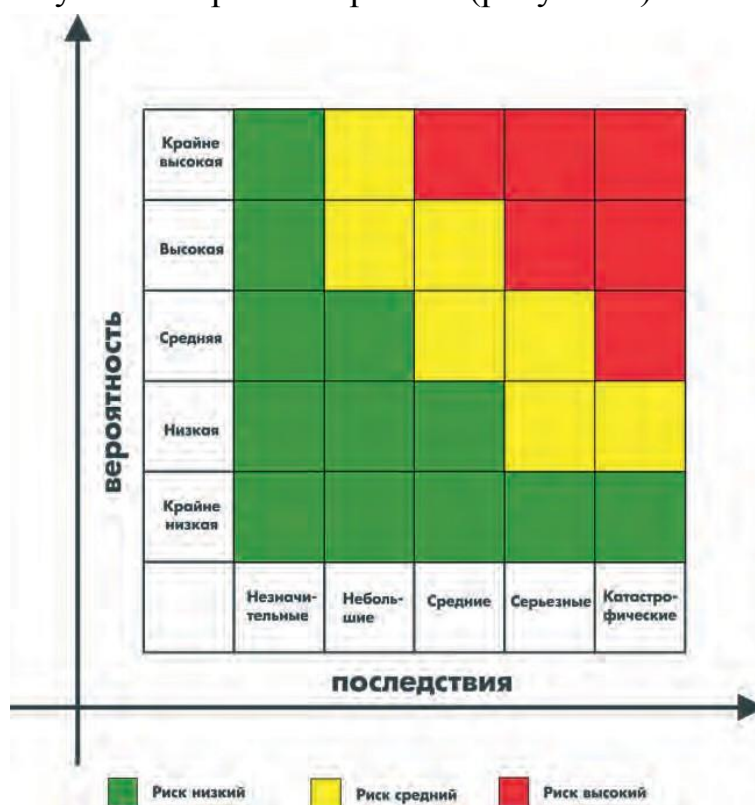 Крайне
высокая
Высокая
Средняя
Низкая
Крайне
низкая
вероятность
Незначи-
тельные
Неболь-
шие
Средние
Серьезные
Катастро-
фические
последствия
Риск низкий
Риск средний
Риск высокий